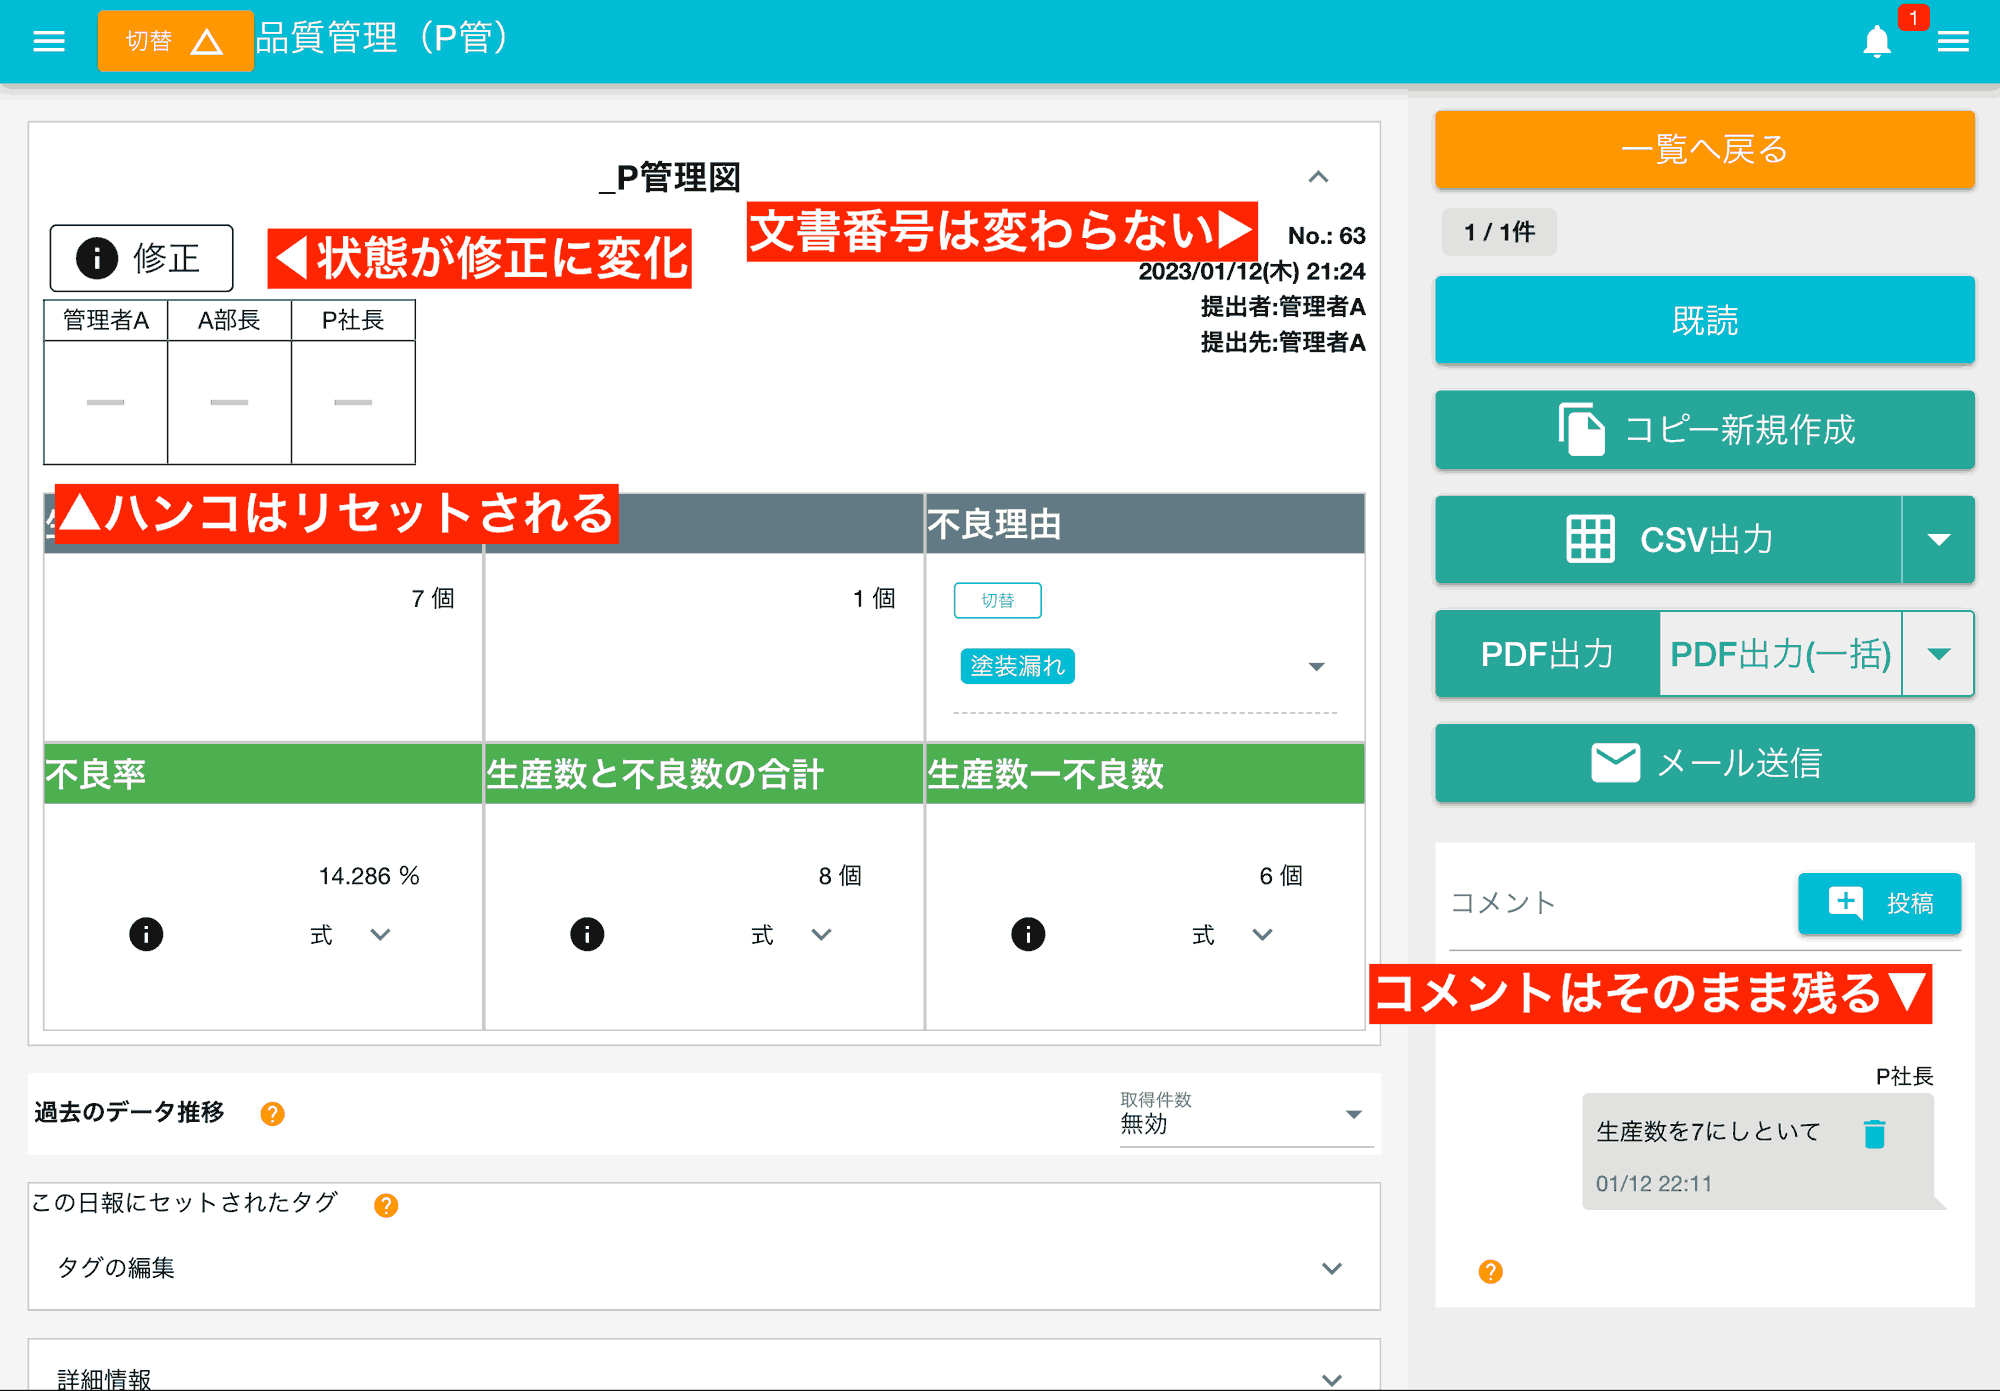 切替
品質管理（P管）
1
_P管理図
修正
◀状態が修正に変化
文書番号は変わらない▶
No.: 63
2023/01/12(木) 21:24
提出者:管理者A
提出先:管理者A
管理者A
A部長
P社長
▲ハンコはリセットされる
不良理由
7 個
1 個
切替
塗装漏れ
不良率
生産数と不良数の合計
生産数ー不良数
14.286 %
8 個
6 個
式
式
式
過去のデータ推移
取得件数
無効
この日報にセットされたタグ
タグの編集
詳細情報
一覧へ戻る
1 / 1件
既読
コピー新規作成
CSV出力
PDF出力
PDF出力(一括)
メール送信
コメント
投稿
コメントはそのまま残る▼
P社長
生産数を7にしといて
01/12 22:11